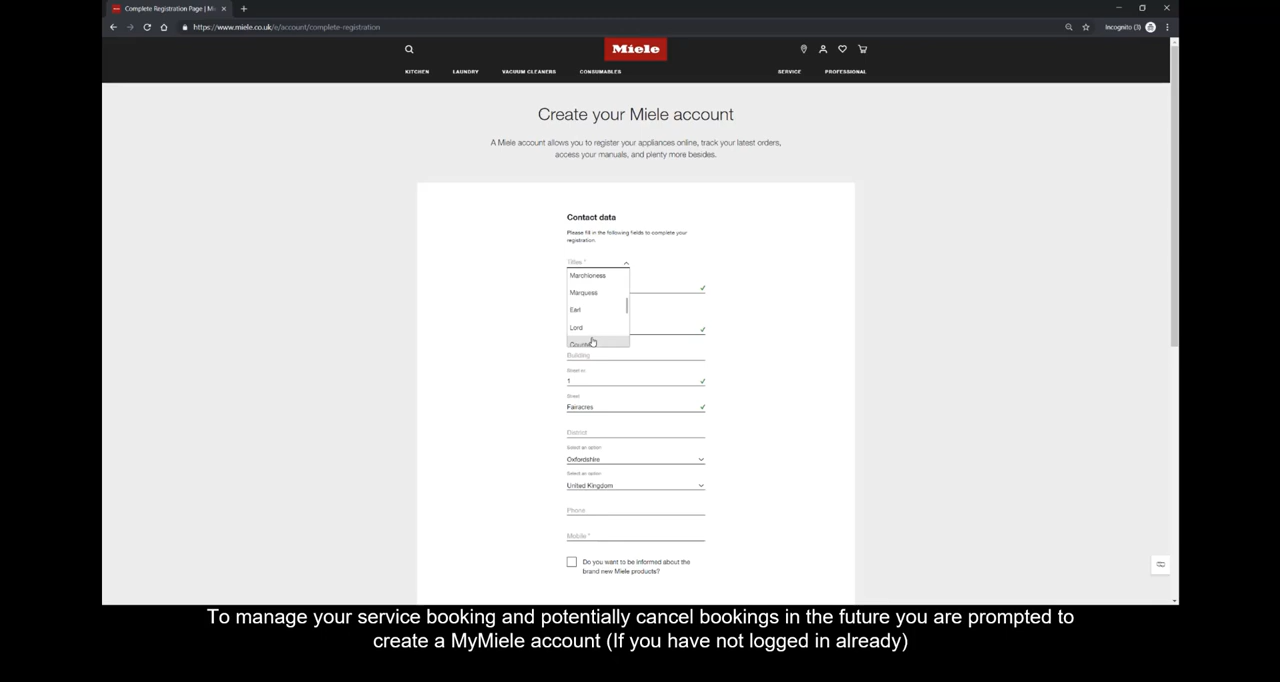 Complete Registration Page | M
https://www.miele.co.uk/e/account/complete-registration
Incognito (3)
Miele
KITCHEN LAUNDRY VACUUM CLEANERS CONSUMABLES SERVICE PROFESSIONAL
Create your Miele account
A Miele account allows you to register your appliances online, track your latest orders,
access your manuals, and plenty more besides.
Contact data
Please fill in the following fields to complete your
registration.
Titles *
Marchioness
Marquess
Earl
Lord
Building
1
Street
Fairacres
District
Select an option
Oxfordshire
Select an option
United Kingdom
Phone
Mobile *
Do you want to be informed about the
brand new Miele products?
To manage your service booking and potentially cancel bookings in the future you are prompted to
create a MyMiele account (If you have not logged in already)